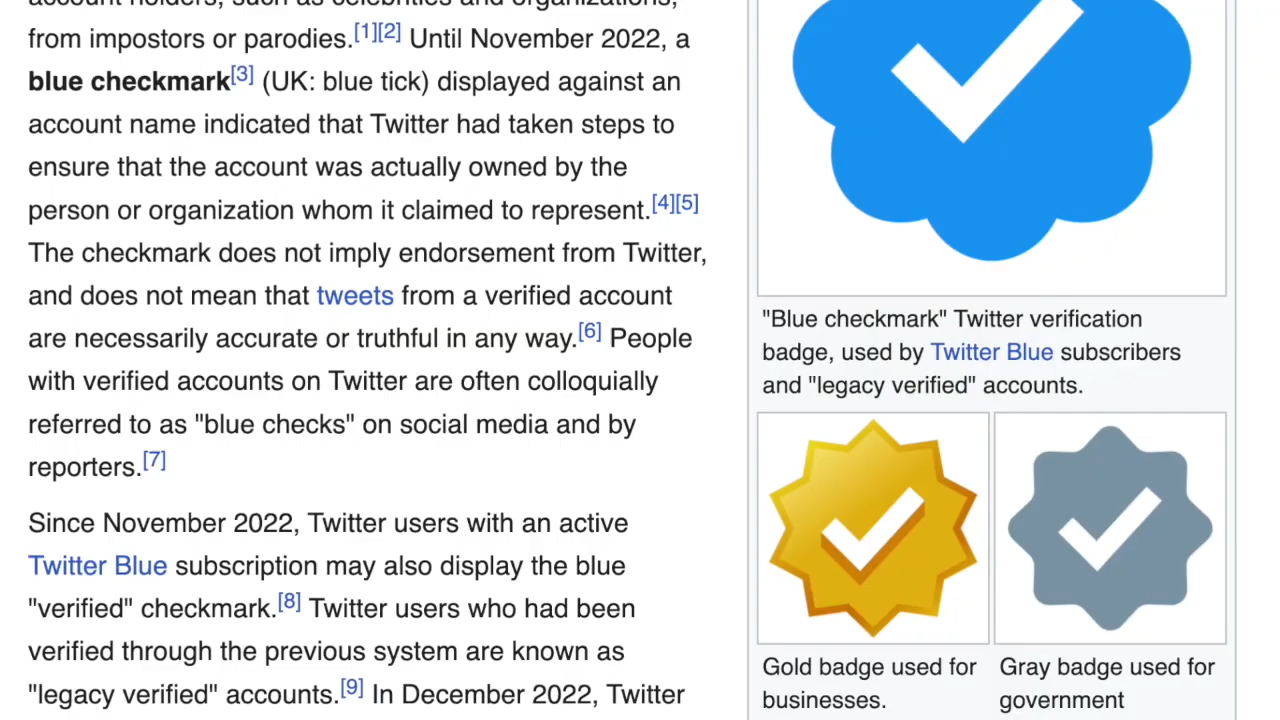 account holders, such as celebrities and organizations,
from impostors or parodies.[1][2] Until November 2022, a
blue checkmark[3] (UK: blue tick) displayed against an
account name indicated that Twitter had taken steps to
ensure that the account was actually owned by the
person or organization whom it claimed to represent.[4][5]
The checkmark does not imply endorsement from Twitter,
and does not mean that tweets from a verified account
are necessarily accurate or truthful in any way.[6] People
with verified accounts on Twitter are often colloquially
referred to as "blue checks" on social media and by
reporters.[7]
Since November 2022, Twitter users with an active
Twitter Blue subscription may also display the blue
"verified" checkmark.[8] Twitter users who had been
verified through the previous system are known as
"legacy verified" accounts.[9] In December 2022, Twitter
"Blue checkmark" Twitter verification
badge, used by Twitter Blue subscribers
and "legacy verified" accounts.
Gold badge used for
businesses.
Gray badge used for
government